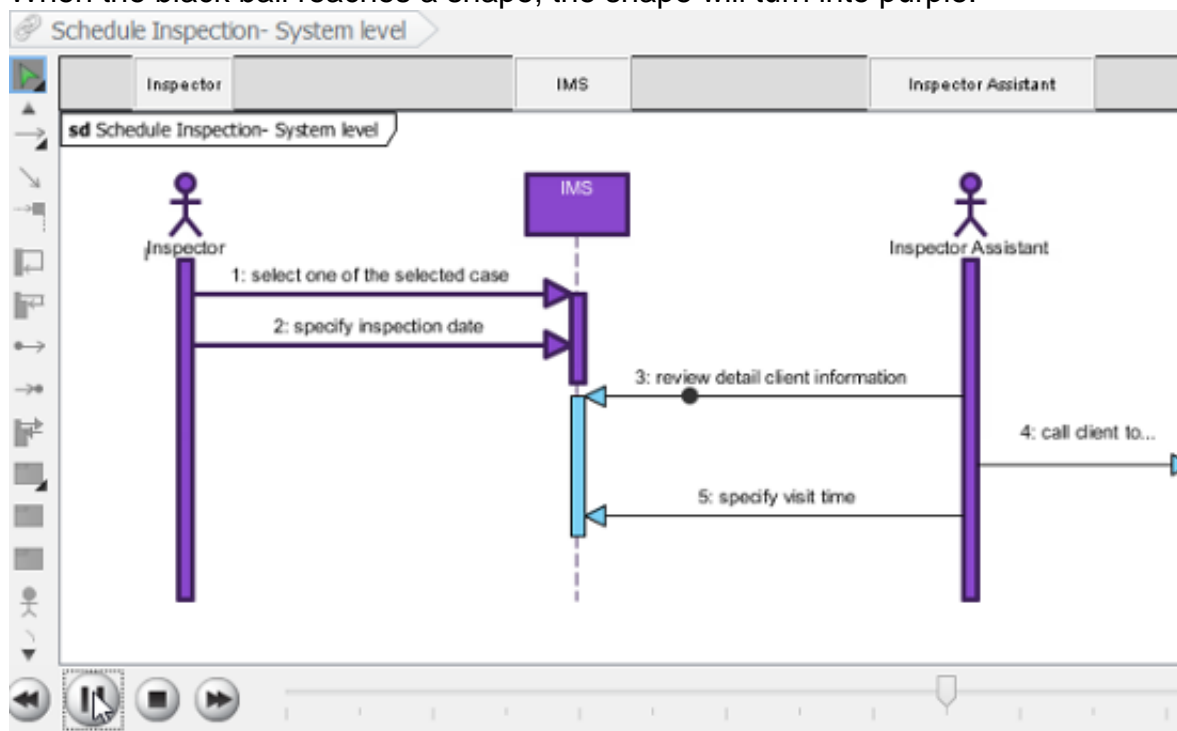 When the black ball reaches a shape, the shape will turn into purple.
Schedule Inspection- System level
Inspector IMS Inspector Assistant
sd Schedule Inspection- System level
IMS
Inspector Inspector Assistant
1: select one of the selected case
2: specify inspection date
3: review detail client information
4: call client to...
5: specify visit time